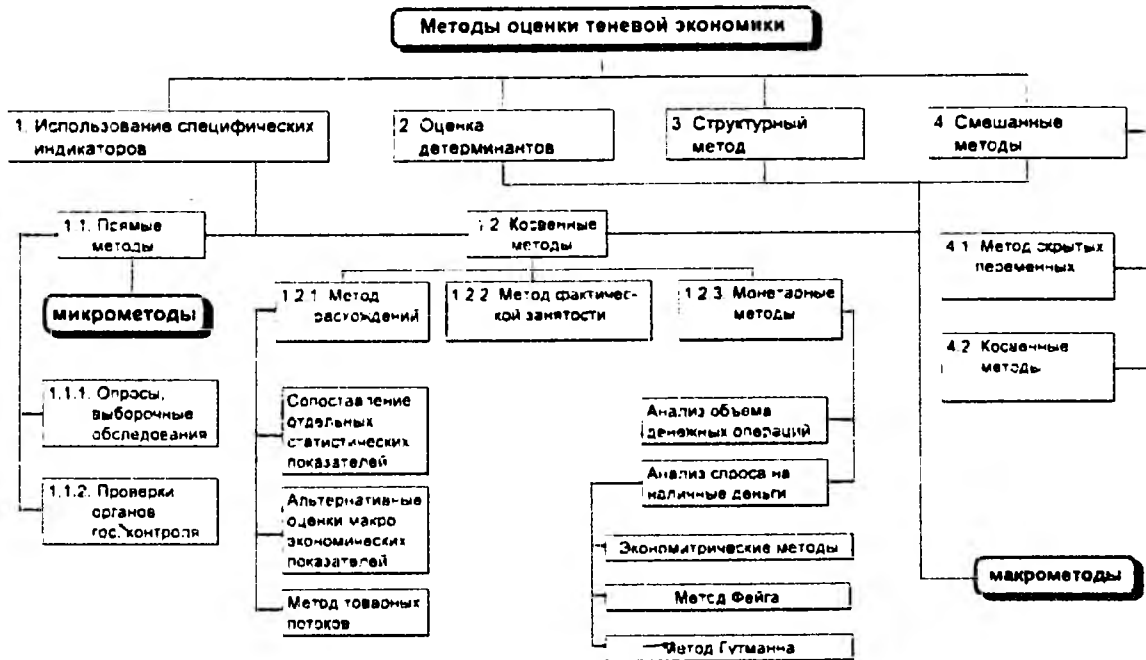 Методы оценки теневой экономики
1. Использование специфических
индикаторов
2 Оценка
детерминантов
3 Структурный
метод
4 Смешанные
методы
1.1. Прямые
методы
1.2 Косвенные
методы
4.1 Метод скрытых
переменных
микрометоды
1.2.1 Метод
расхождений
1.2.2 Метод фактичес-
кой занятости
1.2.3. Монетарные
методы
4.2 Косвенные
методы
1.1.1. Опросы,
выборочные
обследования
Сопоставление
отдельных
статистических
показателей
Анализ объема
денежных операций
1.1.2. Проверки
органов
гос. контроля
Анализ спроса на
наличные деньги
Альтернативные
оценки макро
экономических
показателей
Эконометрические методы
макрометоды
Метод товарных
потоков
Метод Фейга
Метод Гутманна